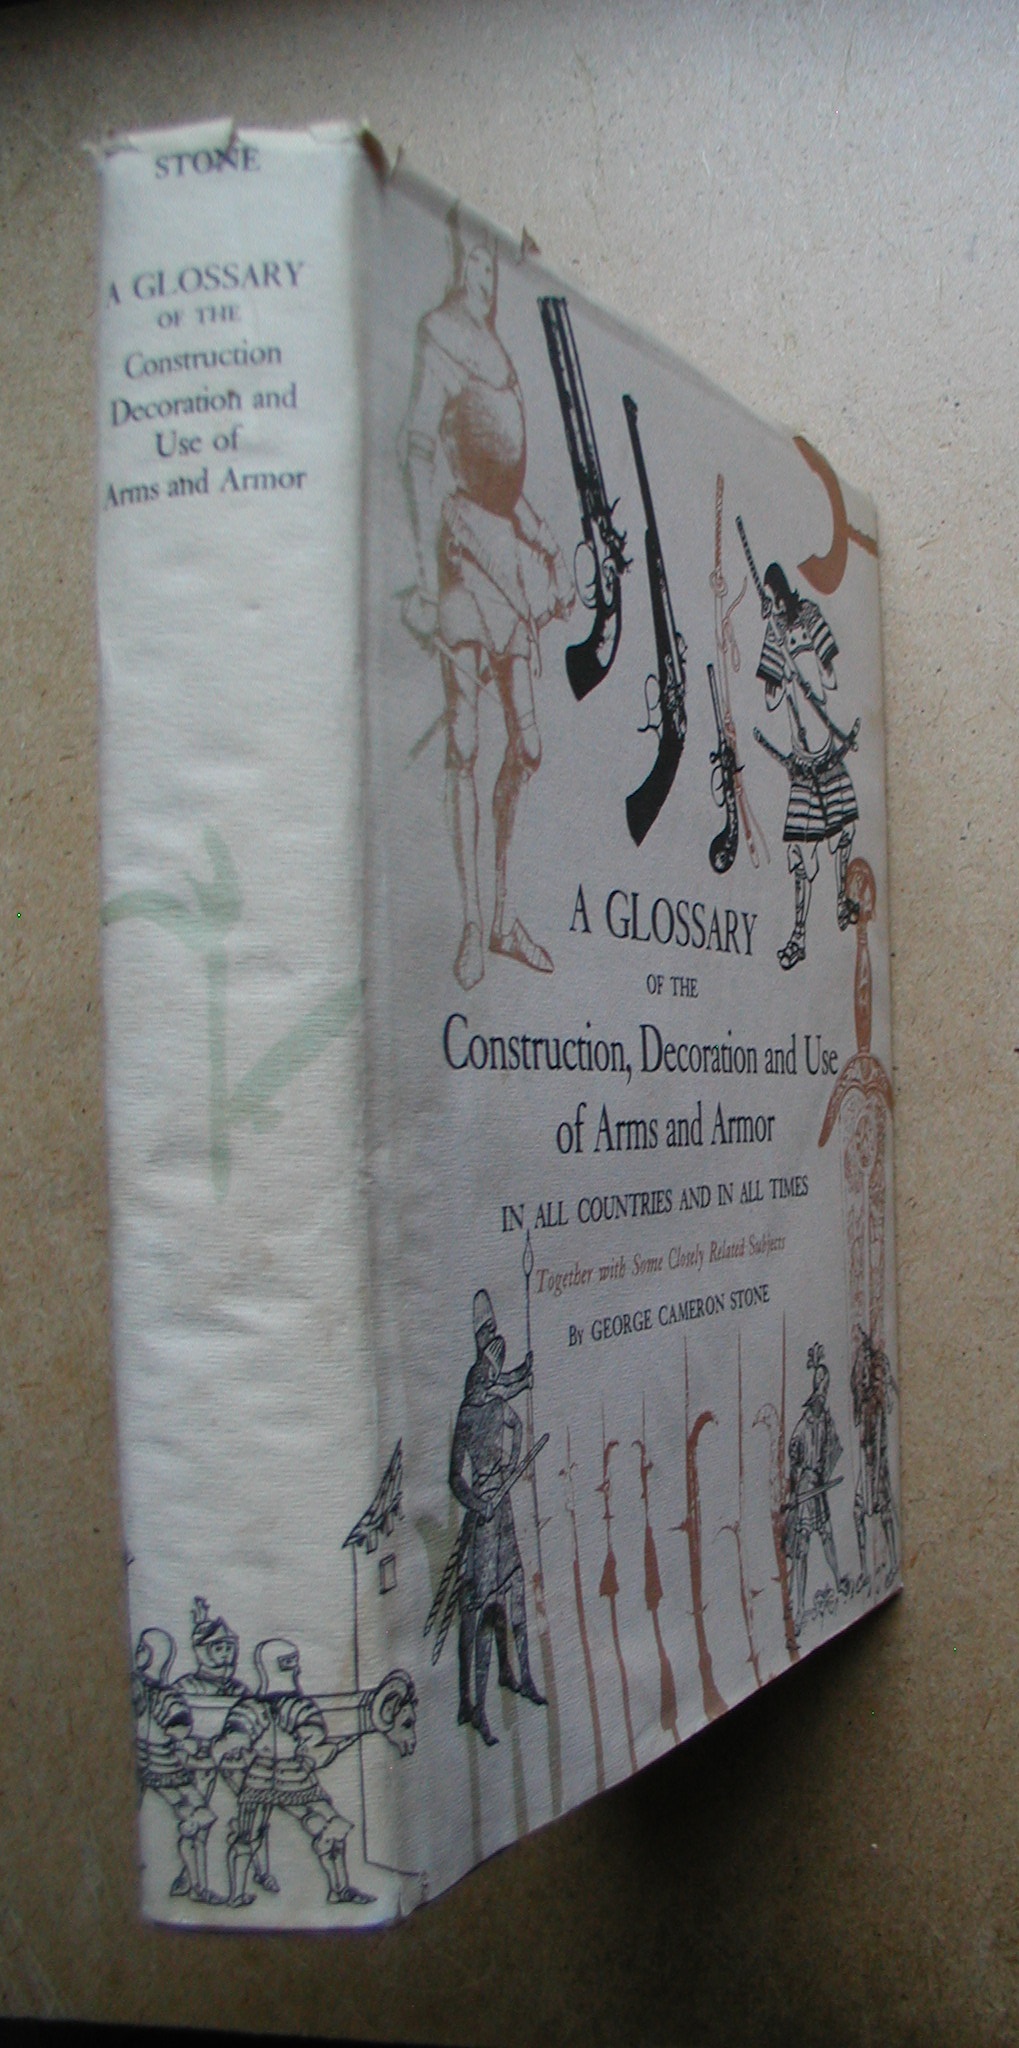 STONE
A GLOSSARY
OF THE
Construction
Decoration and
Use of
Arms and Armor
A GLOSSARY
OF THE
Construction, Decoration and Use
of Arms and Armor
IN ALL COUNTRIES AND IN ALL TIMES
Together with Some Closely Related Subjects
By GEORGE CAMERON STONE